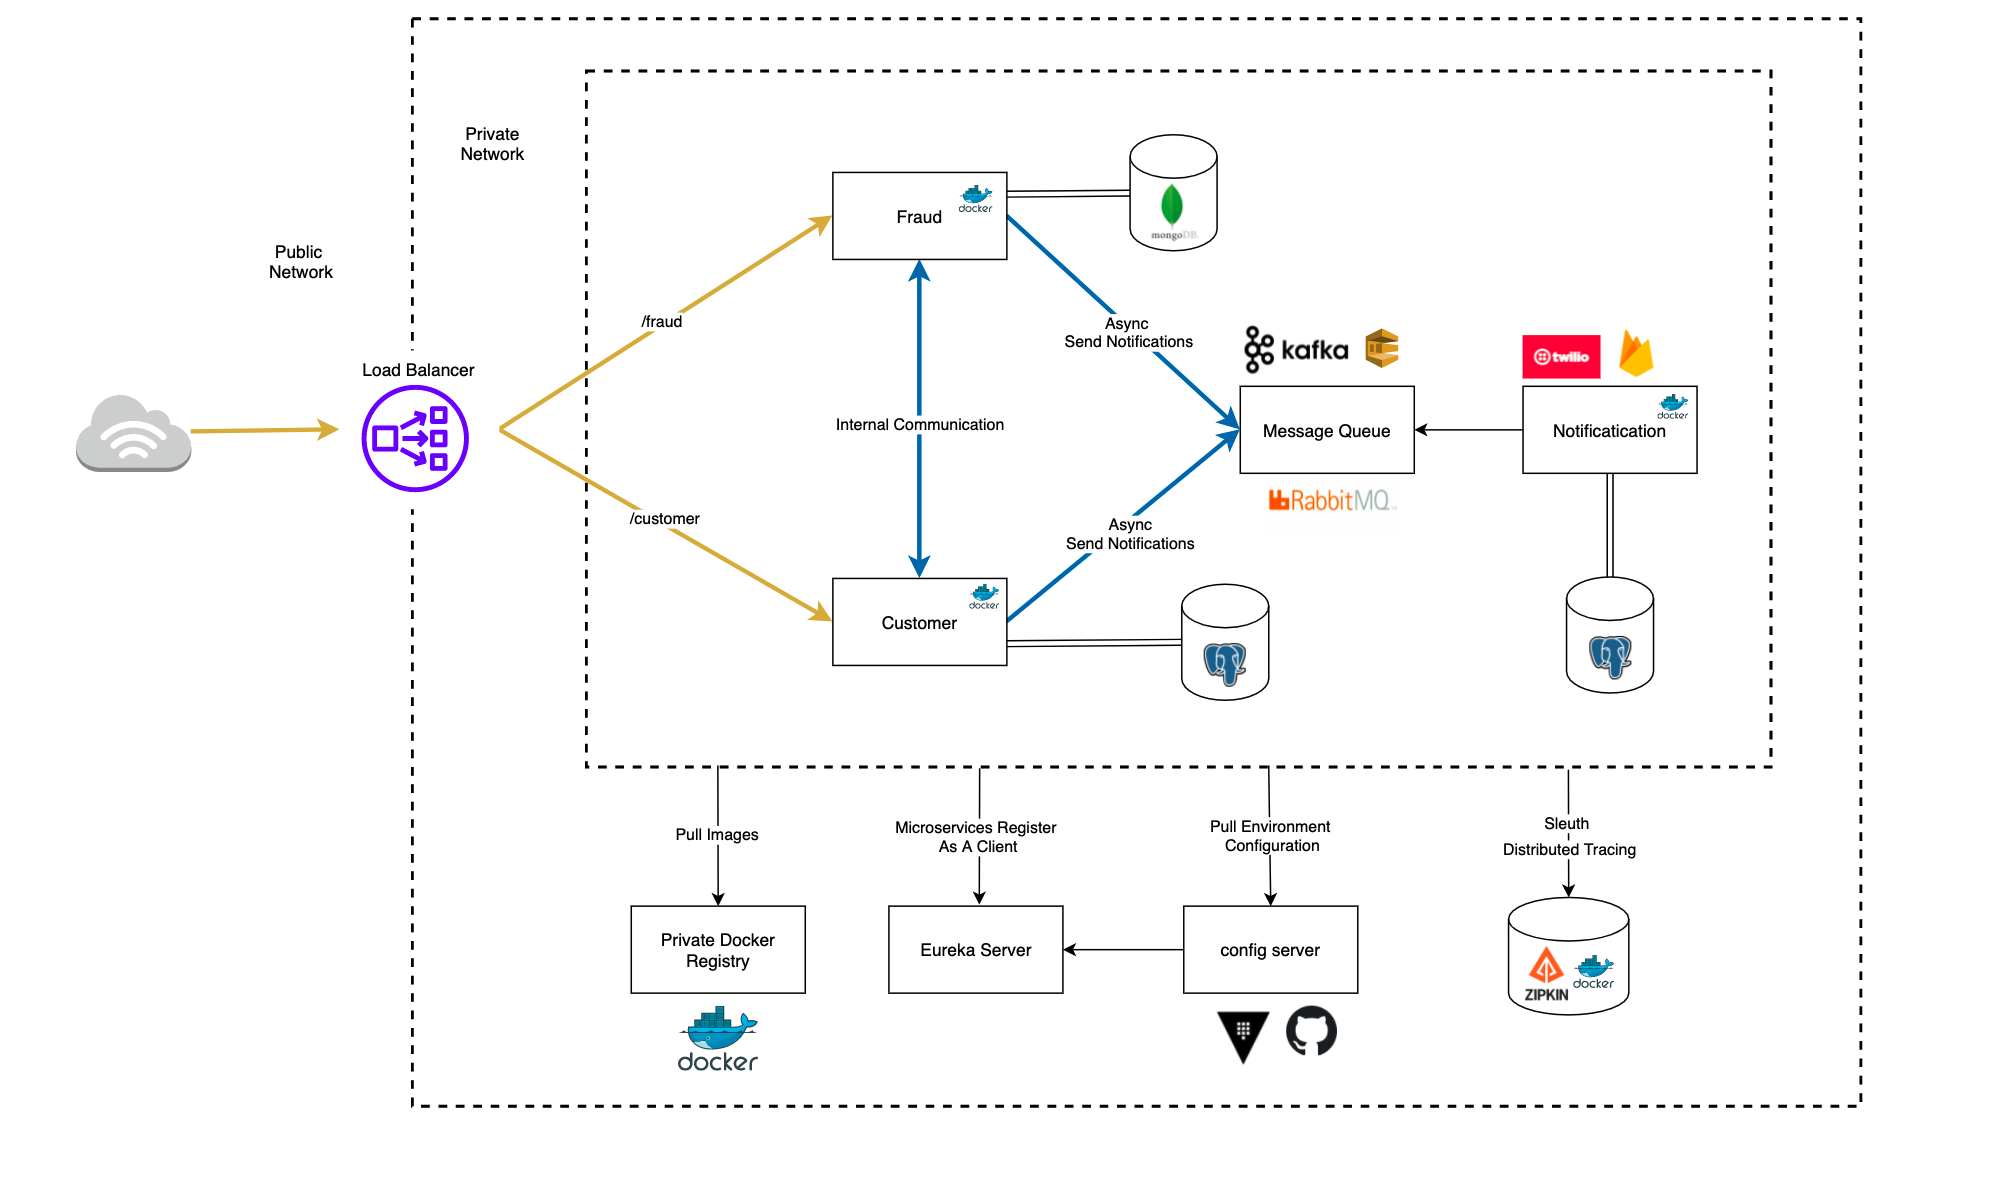 Private
Network
Public
Network
Load Balancer
/fraud
/customer
Fraud
docker
mongoDB.
Async
Send Notifications
Internal Communication
kafka
Message Queue
RabbitMQ
twilio
docker
Notificatication
Async
Send Notifications
docker
Customer
Pull Images
Microservices Register
As A Client
Pull Environment
Configuration
Sleuth
Distributed Tracing
Private Docker
Registry
docker
Eureka Server
config server
ZIPKIN
docker